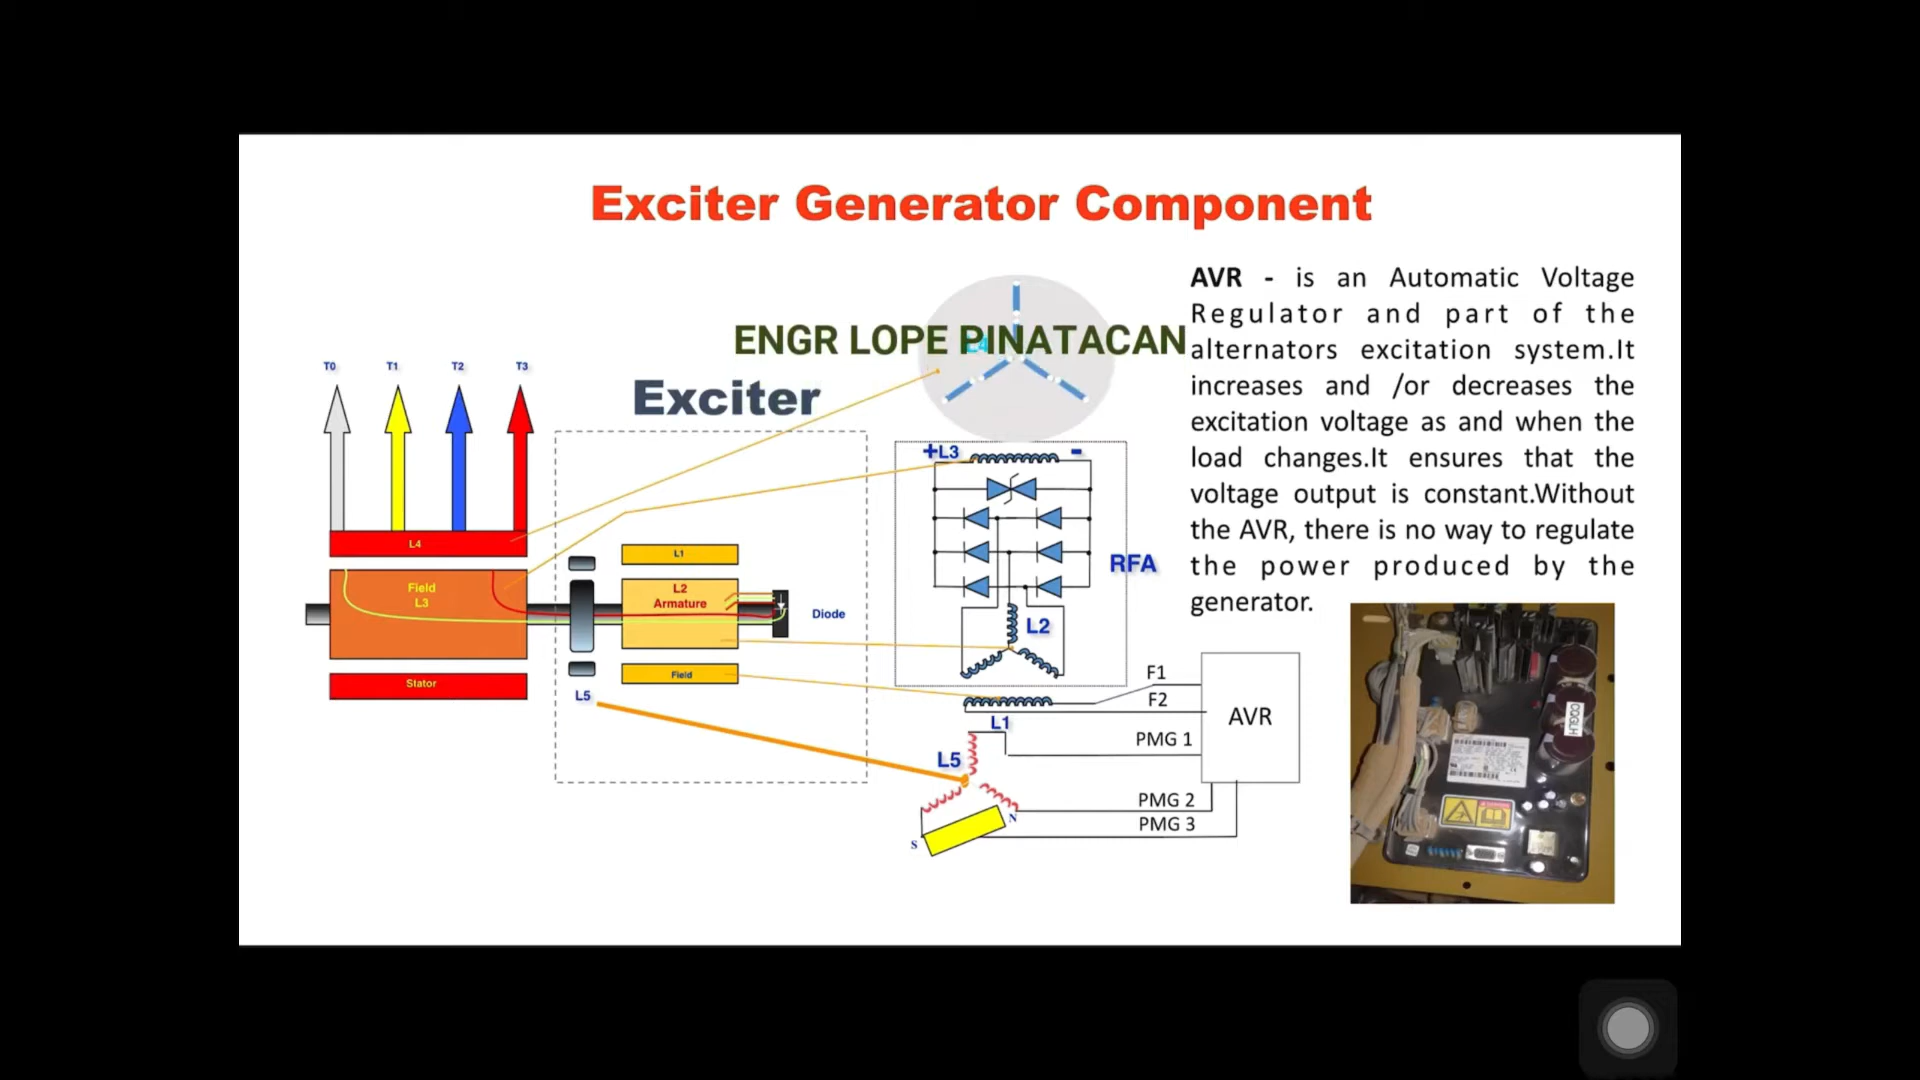 Exciter Generator Component
AVR - is an Automatic Voltage
Regulator and part of the
alternators excitation system.It
increases and /or decreases the
excitation voltage as and when the
load changes.It ensures that the
voltage output is constant.Without
the AVR, there is no way to regulate
the power produced by the
generator.
ENGR LOPE PINATACAN
L4
Exciter
T0
T1
T2
T3
L4
Field
L3
Stator
L1
L2
Armature
Field
Diode
L5
+L3
-
RFA
L2
L1
L5
N
S
F1
F2
PMG 1
PMG 2
PMG 3
AVR
CQGLH